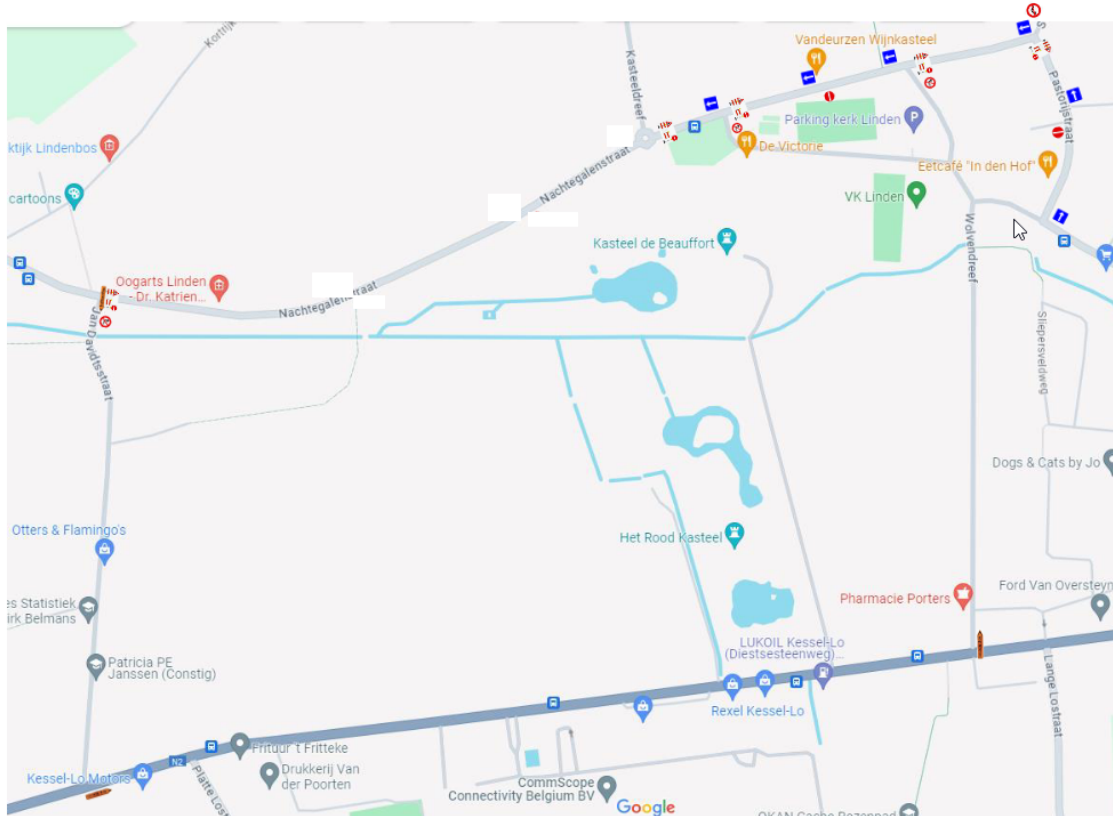 Kortrijk
Kasteeldreef
Vandeurzen Wijnkasteel
Pastorijstraat
ktijk Lindenbos
Parking kerk Linden
P
De Victorie
Eetcafé "In den Hof"
cartoons
Nachtegalenstraat
VK Linden
Wolvendreef
Kasteel de Beauffort
Oogarts Linden
- Dr. Katrien...
Nachtegalenstraat
Jan Davidtsstraat
Sliepersveldweg
Dogs & Cats by Jo
Otters & Flamingo's
Het Rood Kasteel
es Statistiek
irk Belmans
Pharmacie Porters
Ford Van Oversteyn
LUKOIL Kessel-Lo
(Diestsesteenweg)...
Patricia PE
Janssen (Constig)
Rexel Kessel-Lo
Lange Lostraat
Frituur 't Fritteke
N2
Kessel-Lo Motors
Drukkerij Van
der Poorten
Platte Los
CommScope
Connectivity Belgium BV
Google